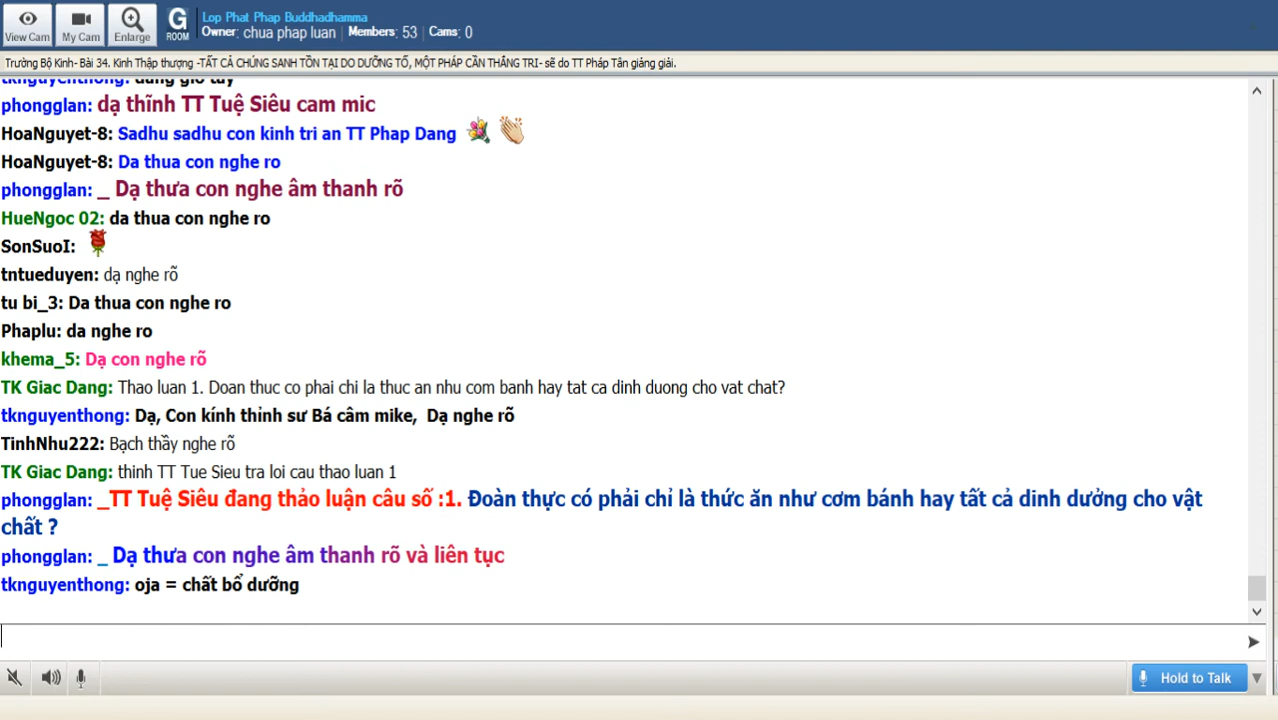 View Cam
My Cam
Enlarge
G
ROOM
Lop Phat Phap Buddhadhamma
Owner: chua phap luan | Members: 53 | Cams: 0
Trường Bộ Kinh- Bài 34. Kinh Thập thượng -TẤT CẢ CHÚNG SANH TỒN TẠI DO DƯỠNG TỐ, MỘT PHÁP CẦN THẮNG TRI- sẽ do TT Pháp Tân giảng giải.
tknguyenthong: đang giơ tay
phongglan: dạ thĩnh TT Tuệ Siêu cam mic
HoaNguyet-8: Sadhu sadhu con kinh tri an TT Phap Dang
HoaNguyet-8: Da thua con nghe ro
phongglan: _ Dạ thưa con nghe âm thanh rõ
HueNgoc 02: da thua con nghe ro
SonSuoI:
tntueduyen: dạ nghe rõ
tu bi_3: Da thua con nghe ro
Phaplu: da nghe ro
khema_5: Dạ con nghe rõ
TK Giac Dang: Thao luan 1. Doan thuc co phai chi la thuc an nhu com banh hay tat ca dinh duong cho vat chat?
tknguyenthong: Dạ, Con kính thỉnh sư Bá câm mike, Dạ nghe rõ
TinhNhu222: Bạch thầy nghe rõ
TK Giac Dang: thinh TT Tue Sieu tra loi cau thao luan 1
phongglan: _TT Tuệ Siêu đang thảo luận câu số :1. Đoàn thực có phải chỉ là thức ăn như cơm bánh hay tất cả dinh dưởng cho vật
chất ?
phongglan: _ Dạ thưa con nghe âm thanh rõ và liên tục
tknguyenthong: oja = chất bổ dưỡng
Hold to Talk